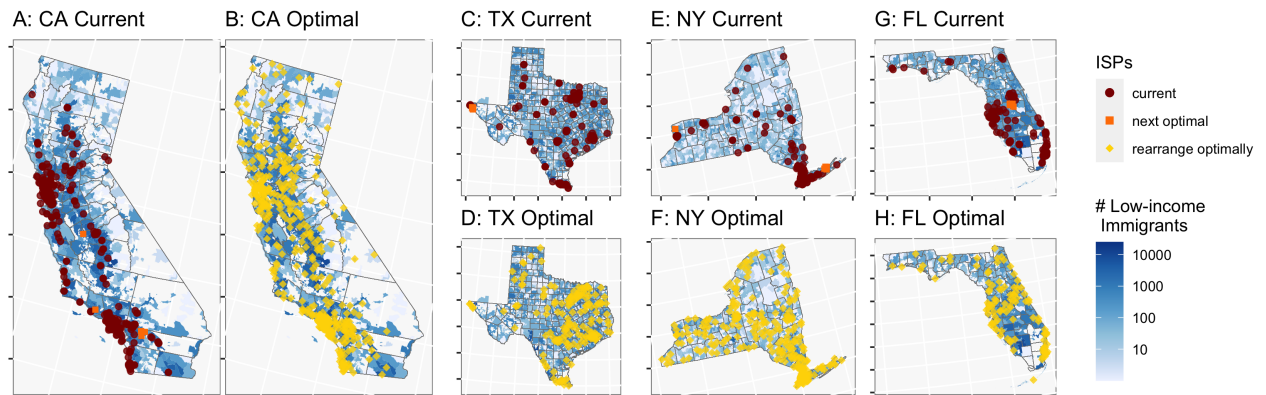 A: CA Current
B: CA Optimal
C: TX Current
E: NY Current
G: FL Current
D: TX Optimal
F: NY Optimal
H: FL Optimal
ISPs
current
next optimal
rearrange optimally
# Low-income
Immigrants
10000
1000
100
10